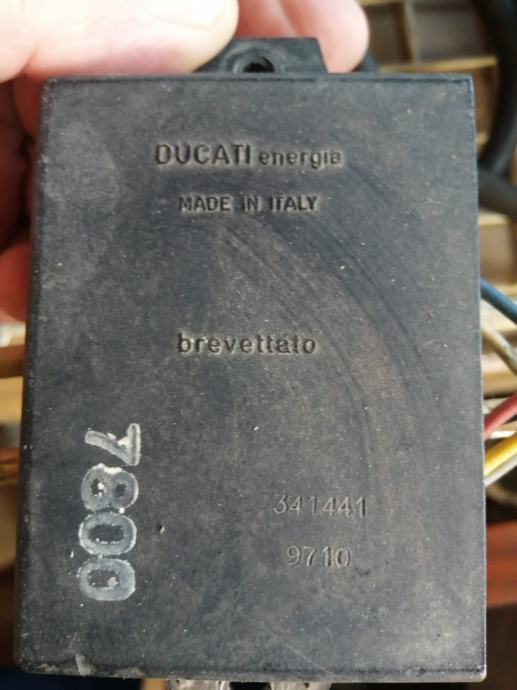 DUCATI energia
MADE IN ITALY
brevettato
7800
341441
9710